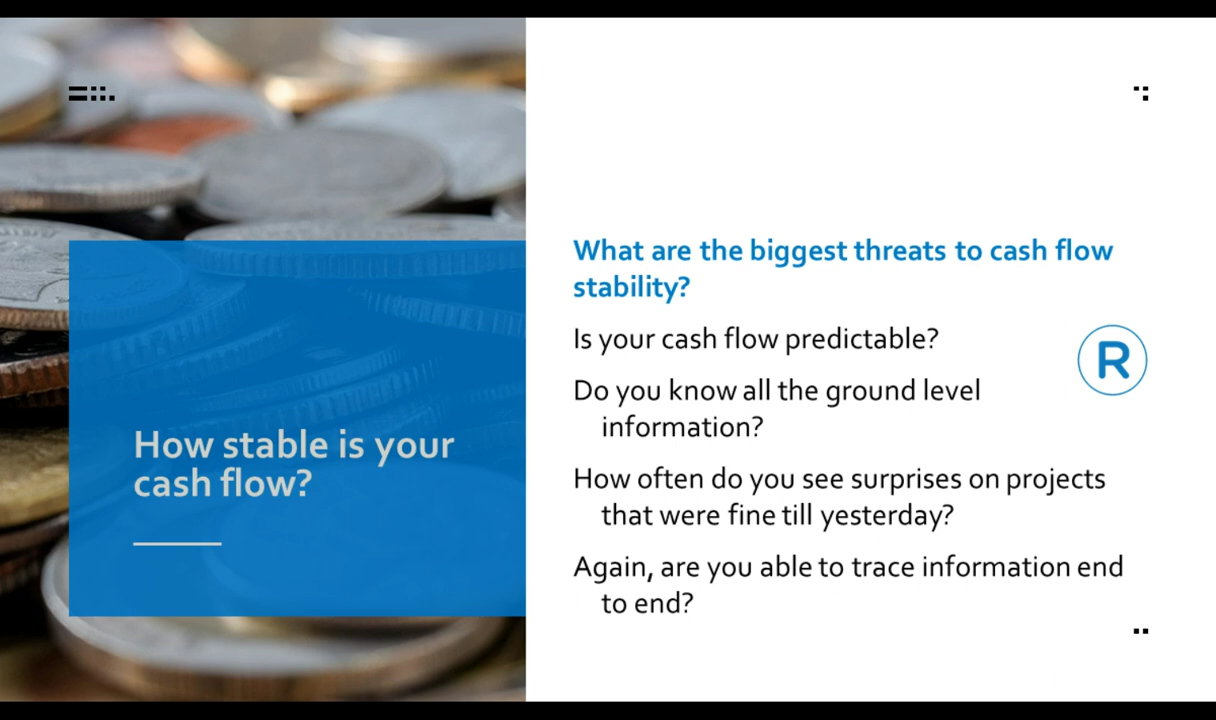 How stable is your
cash flow?
What are the biggest threats to cash flow
stability?
Is your cash flow predictable?
R
Do you know all the ground level
information?
How often do you see surprises on projects
that were fine till yesterday?
Again, are you able to trace information end
to end?